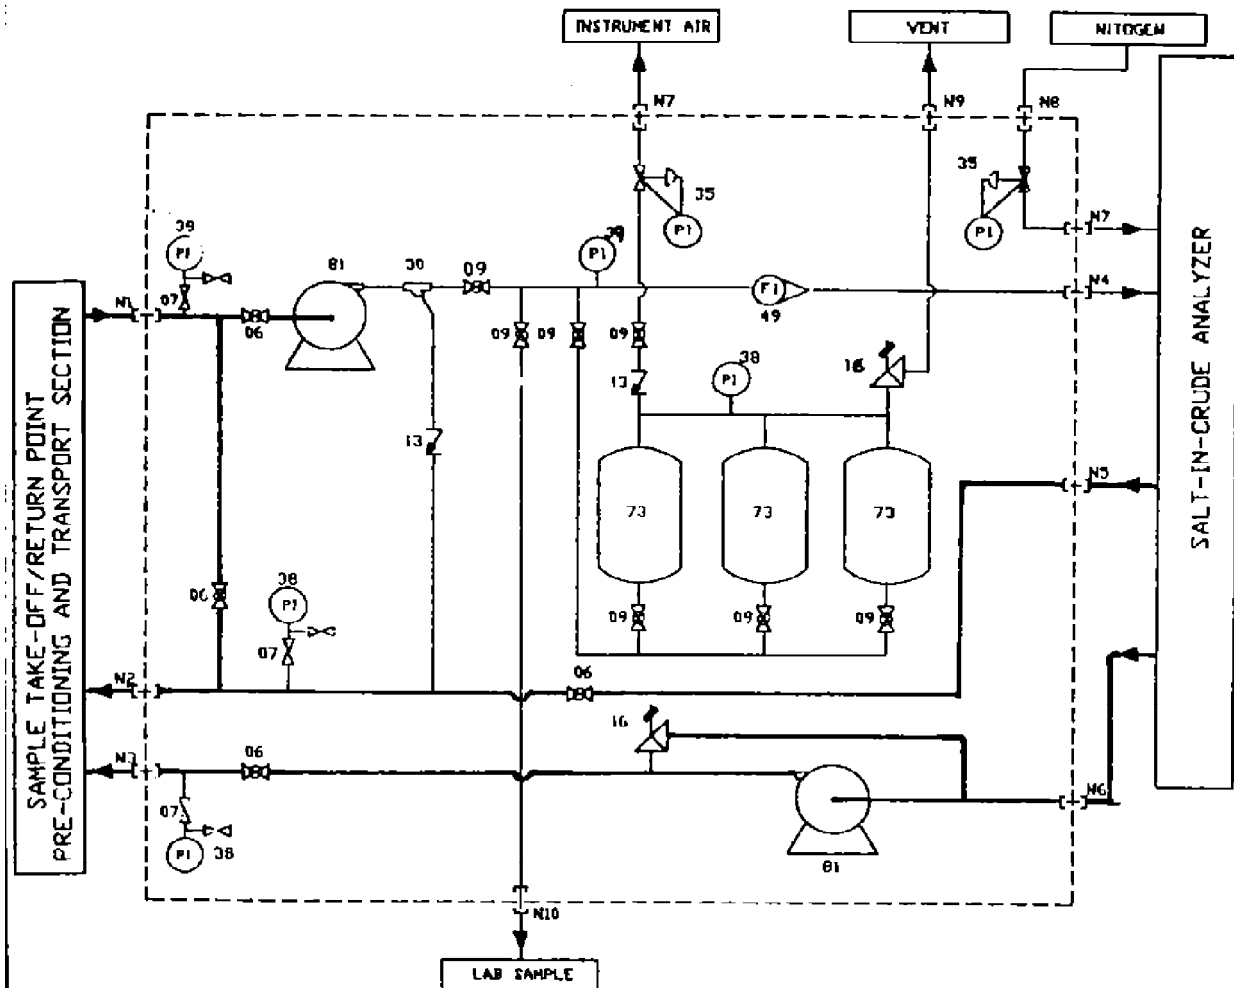 INSTRUMENT AIR
VENT
NITOGEM
N7
N9
N8
35
35
PI
PI
N7
39
PI
81
30
09
PI
FI
49
N4
N1
07
06
09
09
09
13
38
PI
16
13
N5
73
73
73
06
38
PI
07
09
09
09
N2
06
16
N3
06
N6
07
PI
38
81
N10
LAB SAMPLE
SAMPLE TAKE-OFF/RETURN POINT
PRE-CONDITIONING AND TRANSPORT SECTION
SALT-IN-CRUDE ANALYZER